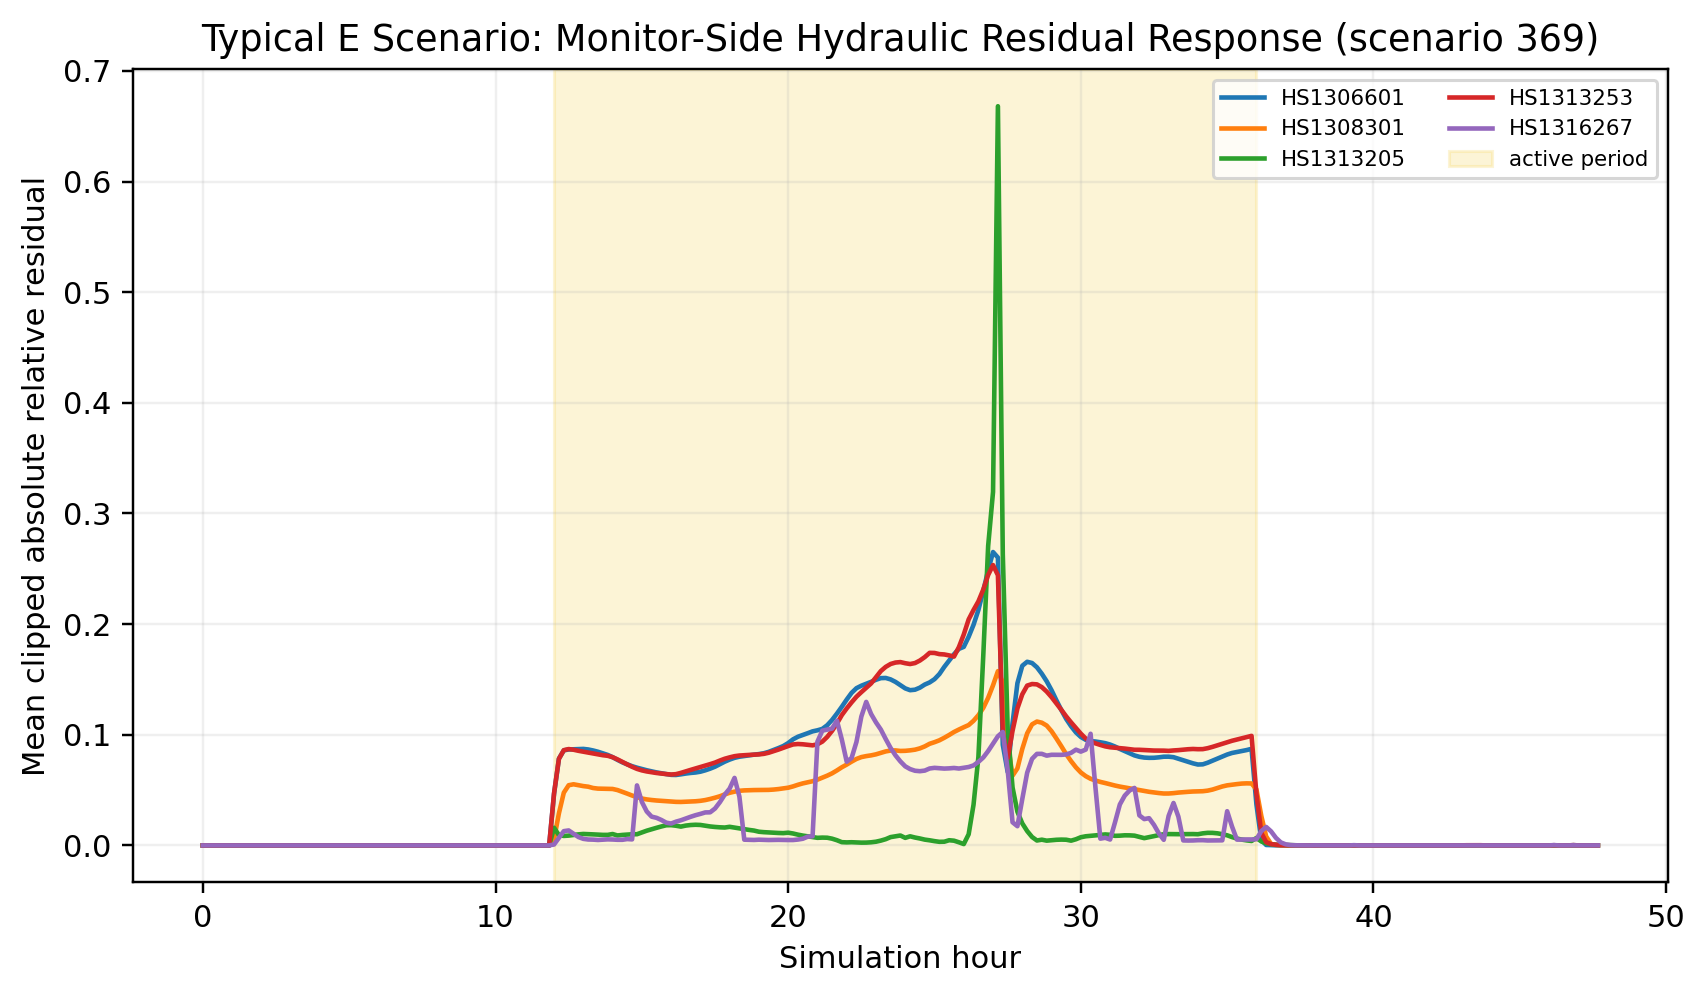 Typical E Scenario: Monitor-Side Hydraulic Residual Response (scenario 369)
Mean clipped absolute relative residual
0.7
0.6
0.5
0.4
0.3
0.2
0.1
0.0
HS1306601
HS1308301
HS1313205
HS1313253
HS1316267
active period
0 10 20 30 40 50
Simulation hour